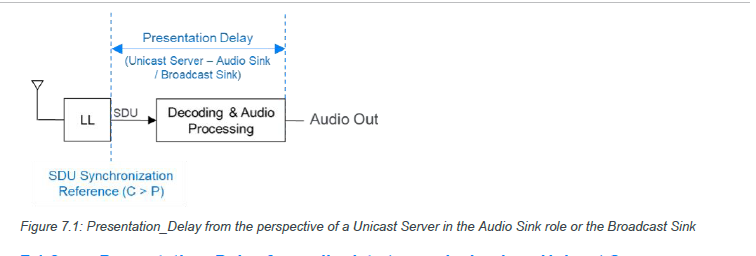 Presentation Delay
(Unicast Server – Audio Sink
/ Broadcast Sink)
LL
SDU
Decoding & Audio
Processing
Audio Out
SDU Synchronization
Reference (C > P)
Figure 7.1: Presentation_Delay from the perspective of a Unicast Server in the Audio Sink role or the Broadcast Sink